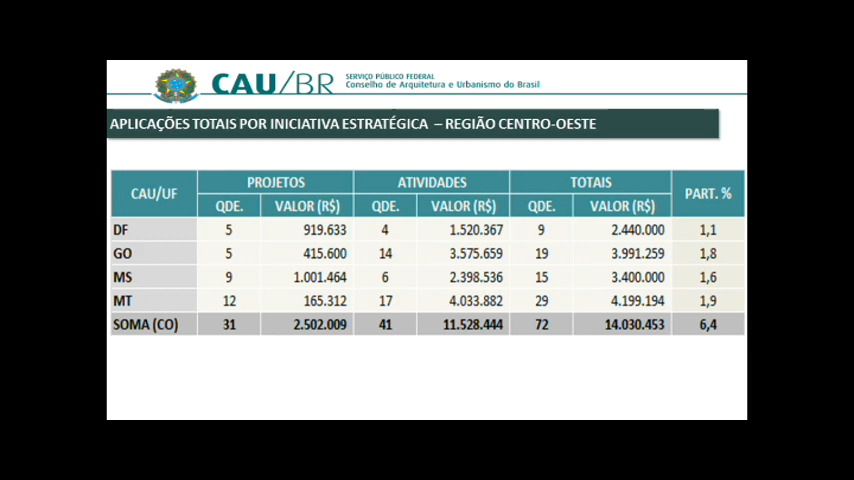 CAU/BR
SERVIÇO PÚBLICO FEDERAL
Conselho de Arquitetura e Urbanismo do Brasil
APLICAÇÕES TOTAIS POR INICIATIVA ESTRATÉGICA – REGIÃO CENTRO-OESTE
CAU/UF PROJETOS ATIVIDADES TOTAIS PART. %
QDE. VALOR (R$) QDE. VALOR (R$) QDE. VALOR (R$)
DF 5 919.633 4 1.520.367 9 2.440.000 1,1
GO 5 415.600 14 3.575.659 19 3.991.259 1,8
MS 9 1.001.464 6 2.398.536 15 3.400.000 1,6
MT 12 165.312 17 4.033.882 29 4.199.194 1,9
SOMA (CO) 31 2.502.009 41 11.528.444 72 14.030.453 6,4